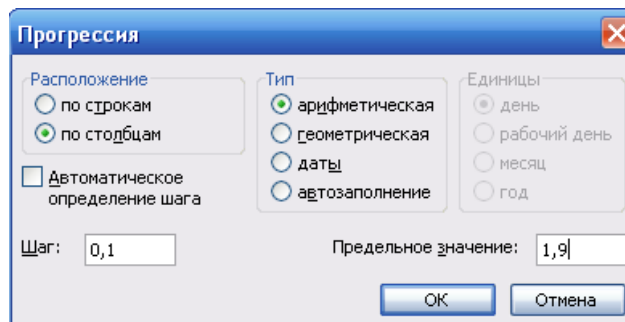 Прогрессия
Расположение
по строкам
по столбцам
Автоматическое
определение шага
Тип
арифметическая
геометрическая
даты
автозаполнение
Единицы
день
рабочий день
месяц
год
Шаг: 0,1
Предельное значение: 1,9
ОК
Отмена